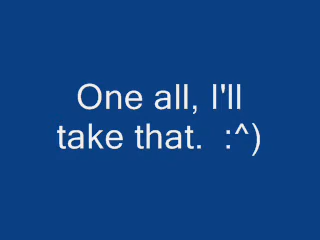 One all, I'll
take that.  :^)